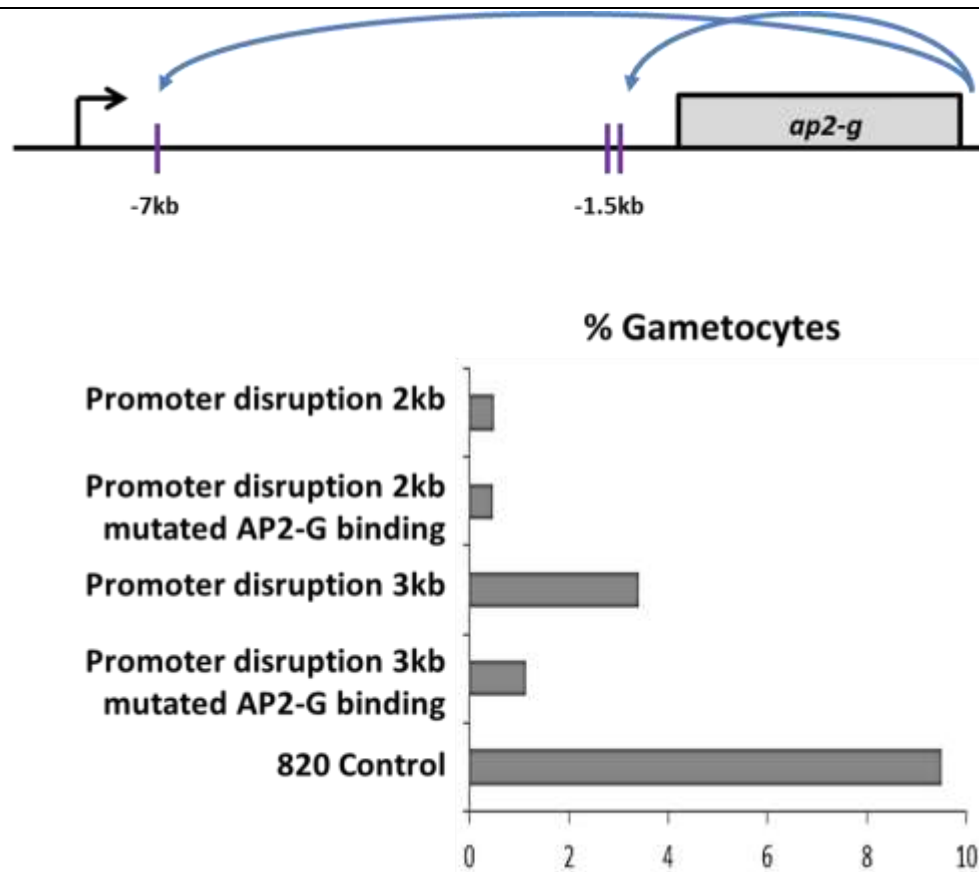 ap2-g
-7kb
-1.5kb
% Gametocytes
Promoter disruption 2kb
Promoter disruption 2kb
mutated AP2-G binding
Promoter disruption 3kb
Promoter disruption 3kb
mutated AP2-G binding
820 Control
0 2 4 6 8 10